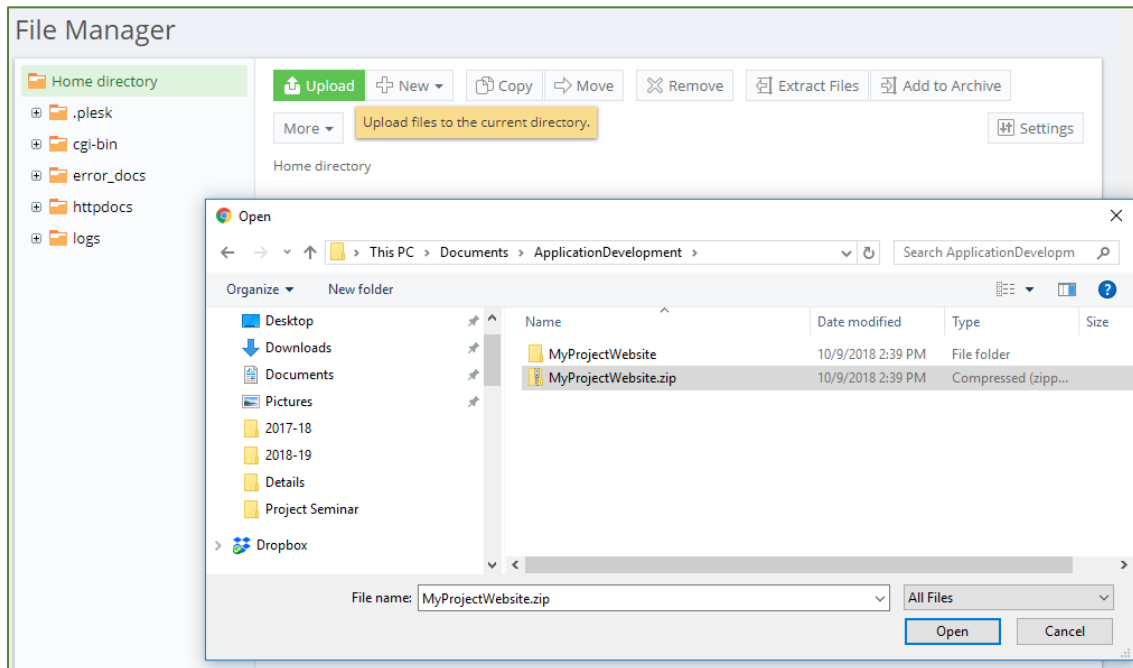 File Manager
Home directory
.plesk
cgi-bin
error_docs
httpdocs
logs
Upload New Copy Move Remove Extract Files Add to Archive
More Upload files to the current directory. Settings
Home directory
Open
This PC > Documents > ApplicationDevelopment > Search ApplicationDevelopm
Organize New folder ?
Desktop
Downloads
Documents
Pictures
2017-18
2018-19
Details
Project Seminar
Dropbox
Name Date modified Type Size
MyProjectWebsite 10/9/2018 2:39 PM File folder
MyProjectWebsite.zip 10/9/2018 2:39 PM Compressed (zipp...
File name: MyProjectWebsite.zip All Files
Open Cancel